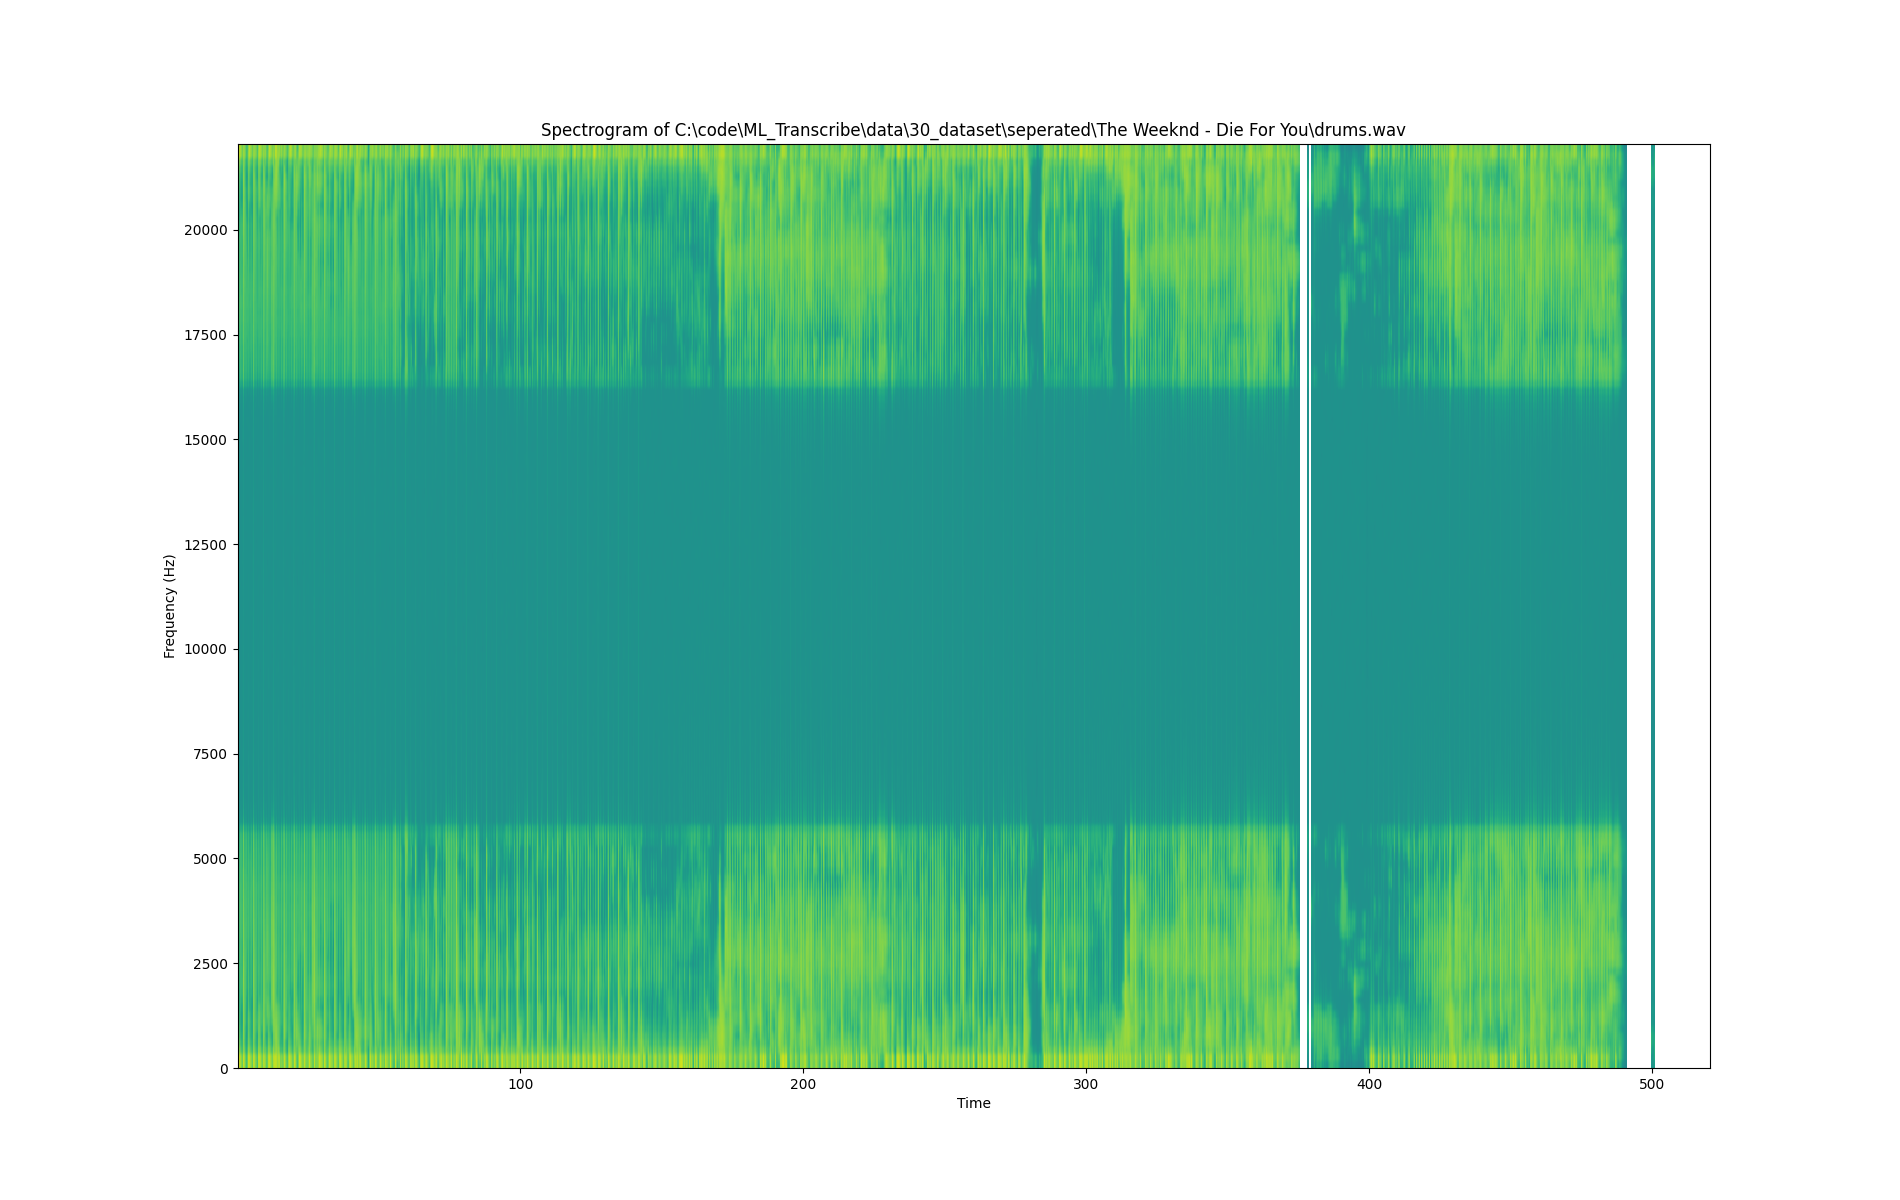 Spectrogram of C:\code\ML_Transcribe\data\30_dataset\seperated\The Weeknd - Die For You\drums.wav
20000
17500
15000
12500
10000
7500
5000
2500
0
Frequency (Hz)
100 200 300 400 500
Time